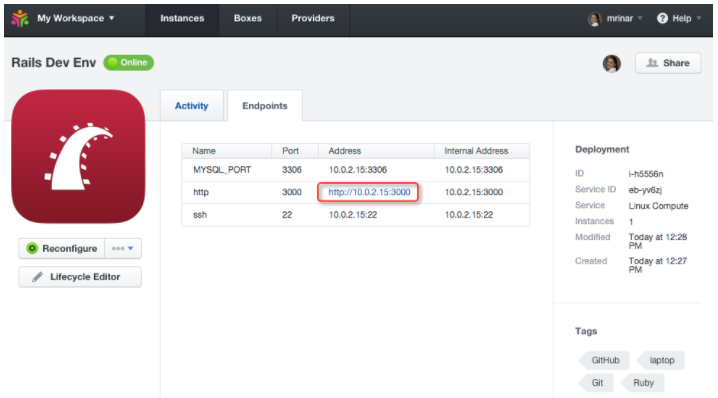 My Workspace Instances Boxes Providers mrinar ? Help
Rails Dev Env Online Share
Activity Endpoints
Name Port Address Internal Address
MYSQL_PORT 3306 10.0.2.15:3306 10.0.2.15:3306
http 3000 http://10.0.2.15:3000 10.0.2.15:3000
ssh 22 10.0.2.15:22 10.0.2.15:22
Reconfigure
Lifecycle Editor
Deployment
ID i-h5556n
Service ID eb-yv6zj
Service Linux Compute
Instances 1
Modified Today at 12:28
PM
Created Today at 12:27
PM
Tags
GitHub laptop
Git Ruby